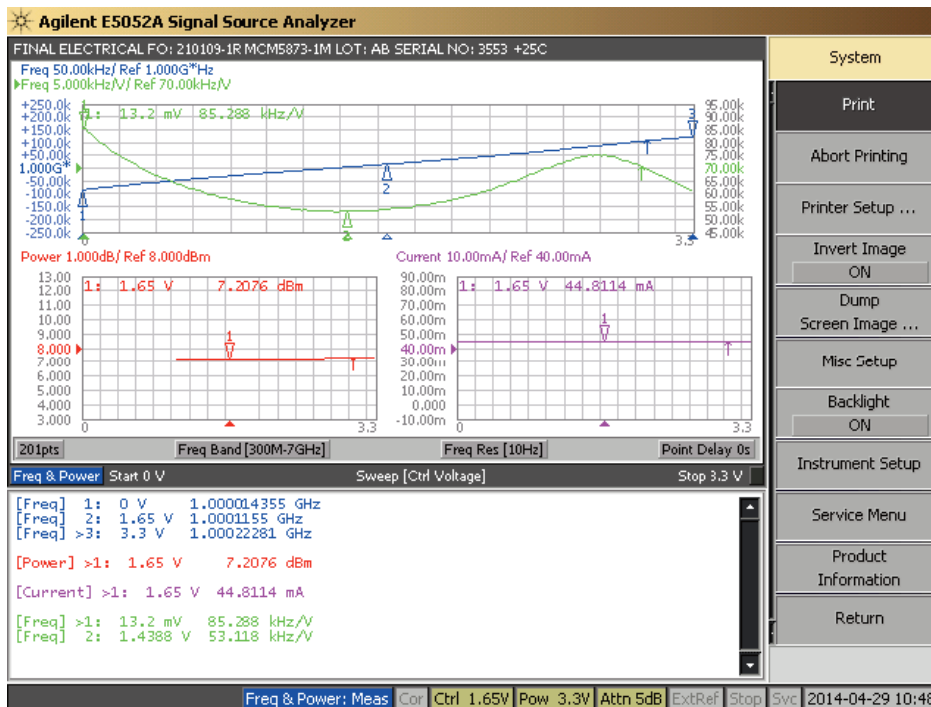 Agilent E5052A Signal Source Analyzer
FINAL ELECTRICAL FO: 210109-1R MCM5873-1M LOT: AB SERIAL NO: 3553 +25C
Freq 50.00kHz/ Ref 1.000G*Hz
Freq 5.000kHz/V/ Ref 70.00kHz/V
1: 13.2 mV 85.288 kHz/V
+250.0k
+200.0k
+150.0k
+100.0k
+50.00k
1.000G*
-50.00k
-100.0k
-150.0k
-200.0k
-250.0k
95.00k
90.00k
85.00k
80.00k
75.00k
70.00k
65.00k
60.00k
55.00k
50.00k
45.00k
1
1
2
2
3
0
3.3
Power 1.000dB/ Ref 8.000dBm
1: 1.65 V 7.2076 dBm
13.00
12.00
11.00
10.00
9.000
8.000
7.000
6.000
5.000
4.000
3.000
1
0
3.3
Current 10.00mA/ Ref 40.00mA
1: 1.65 V 44.8114 mA
90.00m
80.00m
70.00m
60.00m
50.00m
40.00m
30.00m
20.00m
10.00m
0.000
-10.00m
1
0
3.3
201pts Freq Band [300M-7GHz] Freq Res [10Hz] Point Delay 0s
Freq & Power Start 0 V Sweep [Ctrl Voltage] Stop 3.3 V
[Freq] 1: 0 V 1.000014355 GHz
[Freq] 2: 1.65 V 1.0001155 GHz
[Freq] >3: 3.3 V 1.00022281 GHz
[Power] >1: 1.65 V 7.2076 dBm
[Current] >1: 1.65 V 44.8114 mA
[Freq] >1: 13.2 mV 85.288 kHz/V
[Freq] 2: 1.4388 V 53.118 kHz/V
System
Print
Abort Printing
Printer Setup ...
Invert Image
ON
Dump
Screen Image ...
Misc Setup
Backlight
ON
Instrument Setup
Service Menu
Product
Information
Return
Freq & Power: Meas Cor Ctrl 1.65V Pow 3.3V Attn 5dB ExtRef Stop Svc 2014-04-29 10:48